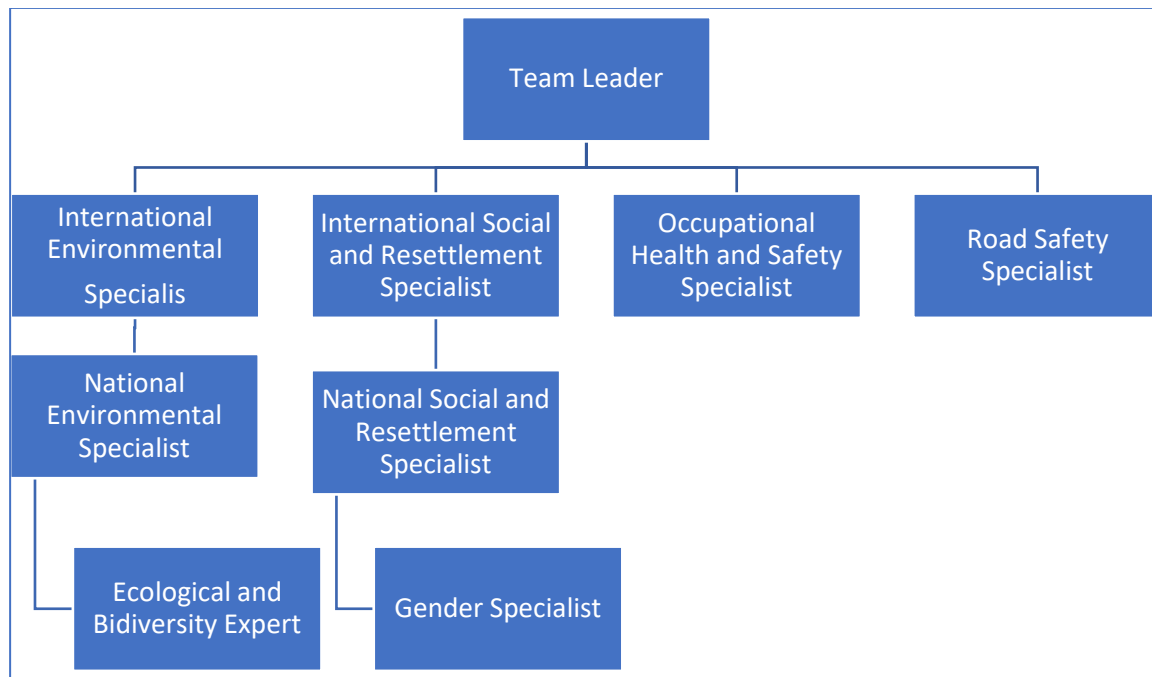 Team Leader
International
Environmental
Specialis
International Social
and Resettlement
Specialist
Occupational
Health and Safety
Specialist
Road Safety
Specialist
National
Environmental
Specialist
National Social and
Resettlement
Specialist
Ecological and
Bidiversity Expert
Gender Specialist